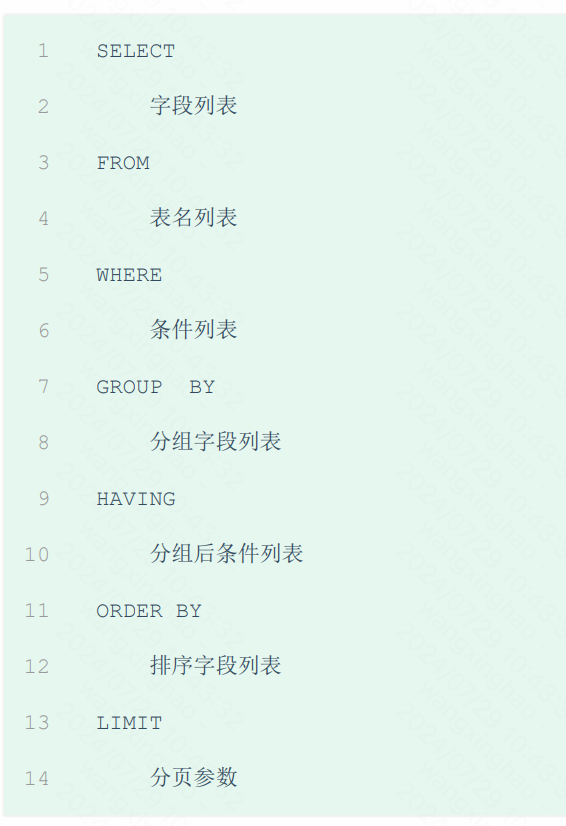 1 SELECT
2 字段列表
3 FROM
4 表名列表
5 WHERE
6 条件列表
7 GROUP  BY
8 分组字段列表
9 HAVING
10 分组后条件列表
11 ORDER BY
12 排序字段列表
13 LIMIT
14 分页参数